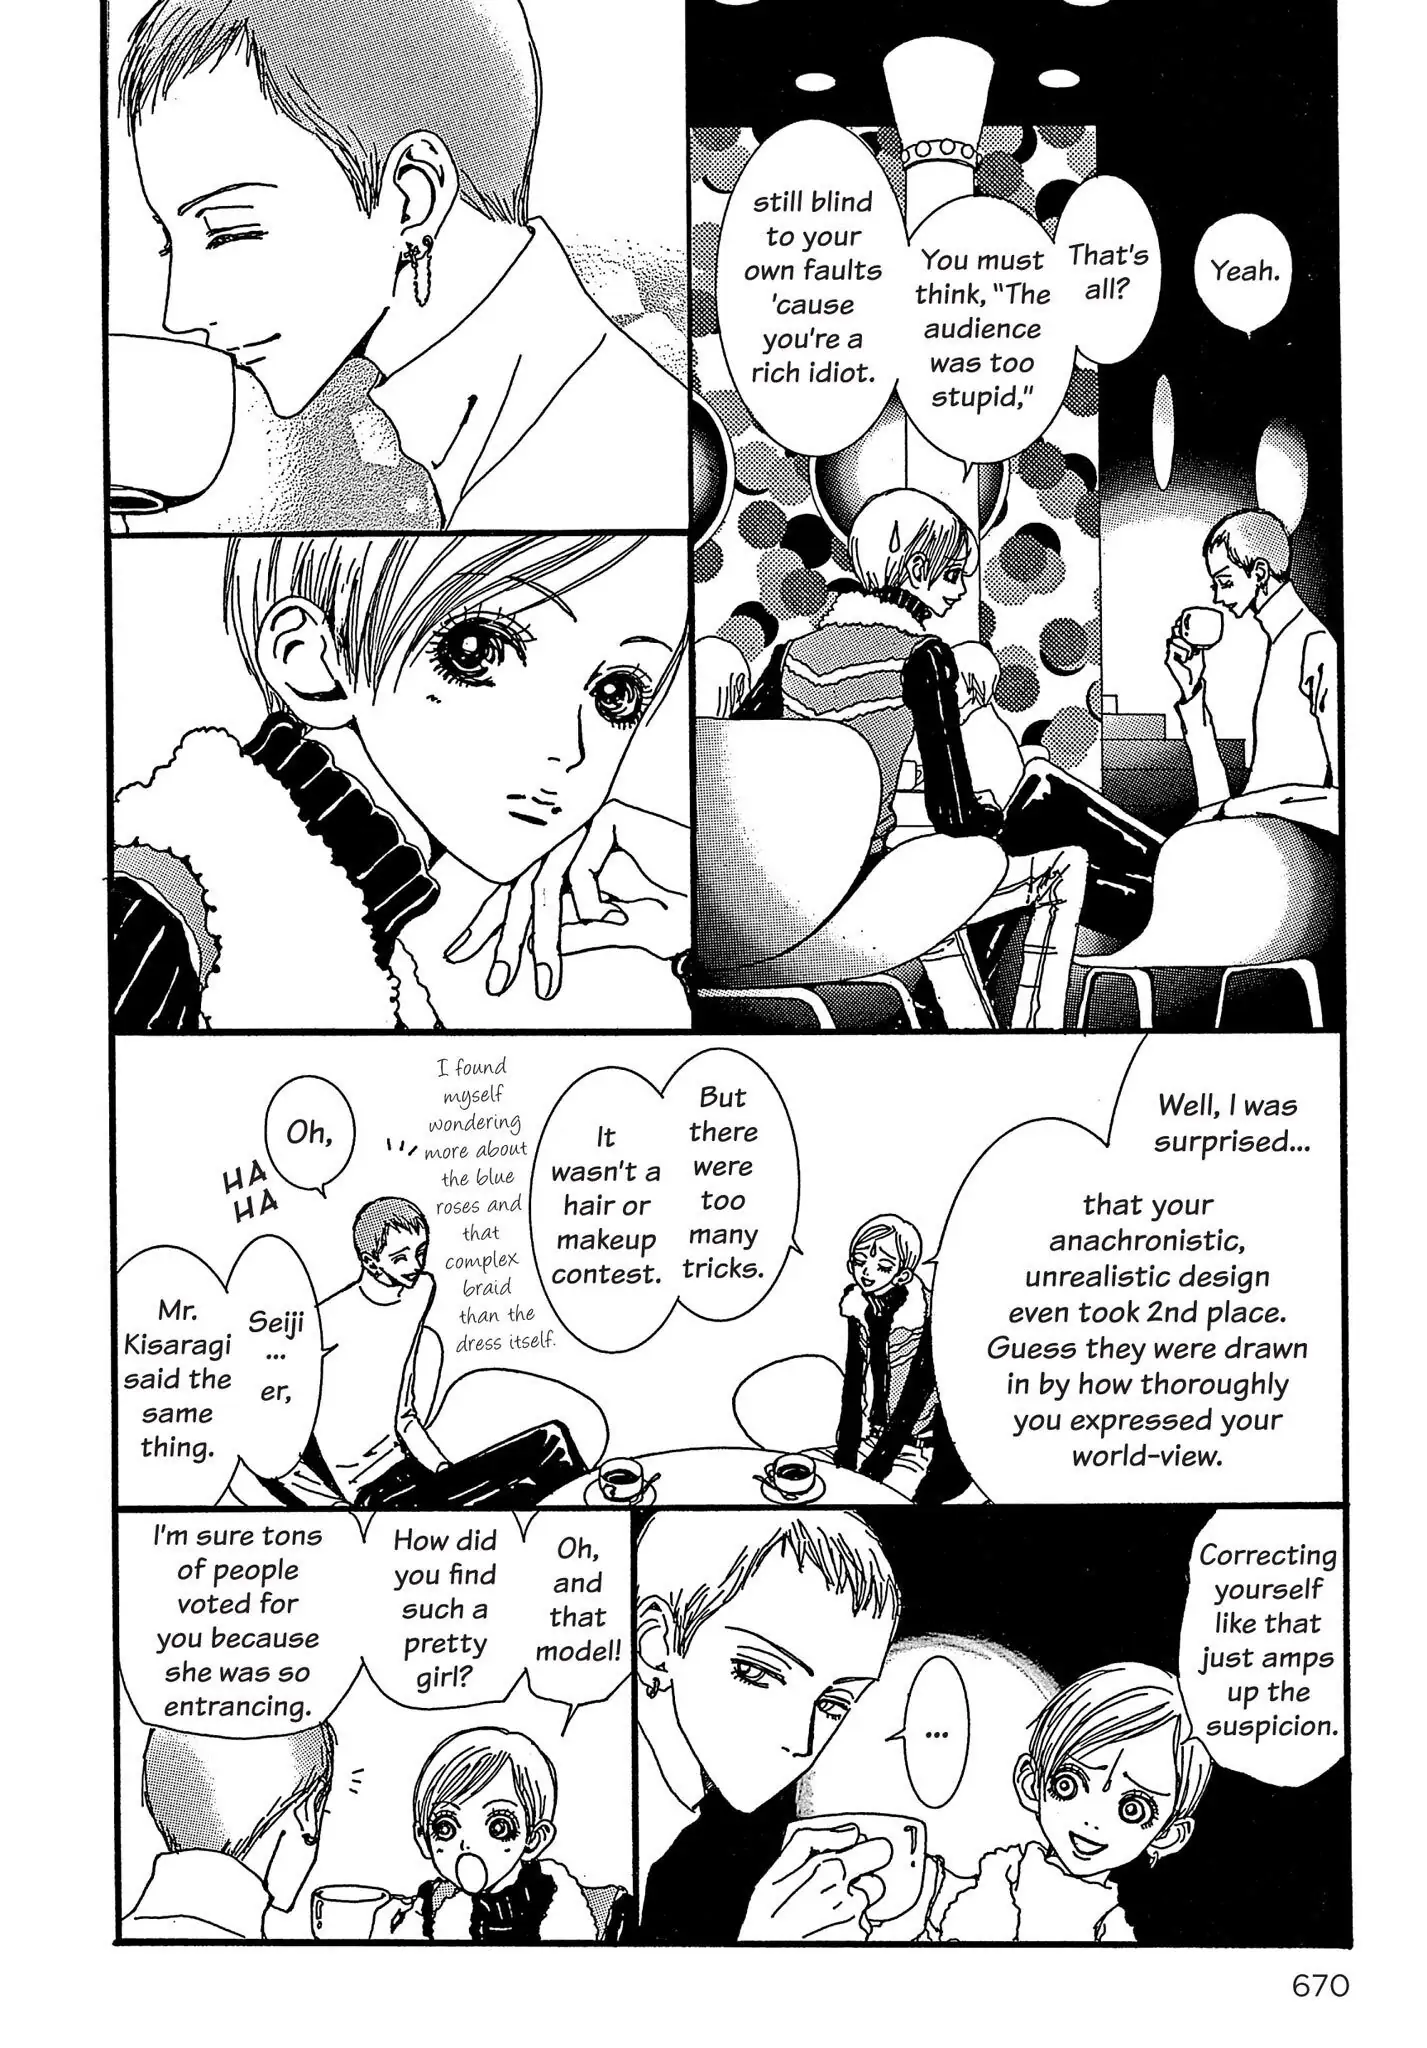 Yeah.
That's
all?
You must
think, "The
audience
was too
stupid,"
still blind
to your
own faults
'cause
you're a
rich idiot.
Well, I was
surprised...
that your
anachronistic,
unrealistic design
even took 2nd place.
Guess they were drawn
in by how thoroughly
you expressed your
world-view.
But
there
were
too
many
tricks.
It
wasn't a
hair or
makeup
contest.
I found
myself
wondering
more about
the blue
roses and
that
complex
braid
than the
dress itself.
Oh,
HA
HA
Seiji
...
er,
Mr.
Kisaragi
said the
same
thing.
Correcting
yourself
like that
just amps
up the
suspicion.
...
Oh,
and
that
model!
How did
you find
such a
pretty
girl?
I'm sure tons
of people
voted for
you because
she was so
entrancing.
670